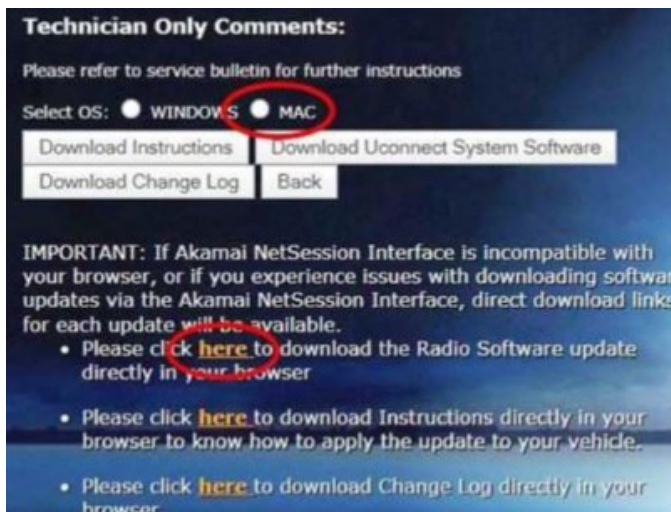 Technician Only Comments:
Please refer to service bulletin for further instructions
Select OS: WINDOWS MAC
Download Instructions Download Uconnect System Software
Download Change Log Back
IMPORTANT: If Akamai NetSession Interface is incompatible with
your browser, or if you experience issues with downloading softwar
updates via the Akamai NetSession Interface, direct download links
for each update will be available.
• Please click here to download the Radio Software update
directly in your browser
• Please click here to download Instructions directly in your
browser to know how to apply the update to your vehicle.
• Please click here to download Change Log directly in your
browser